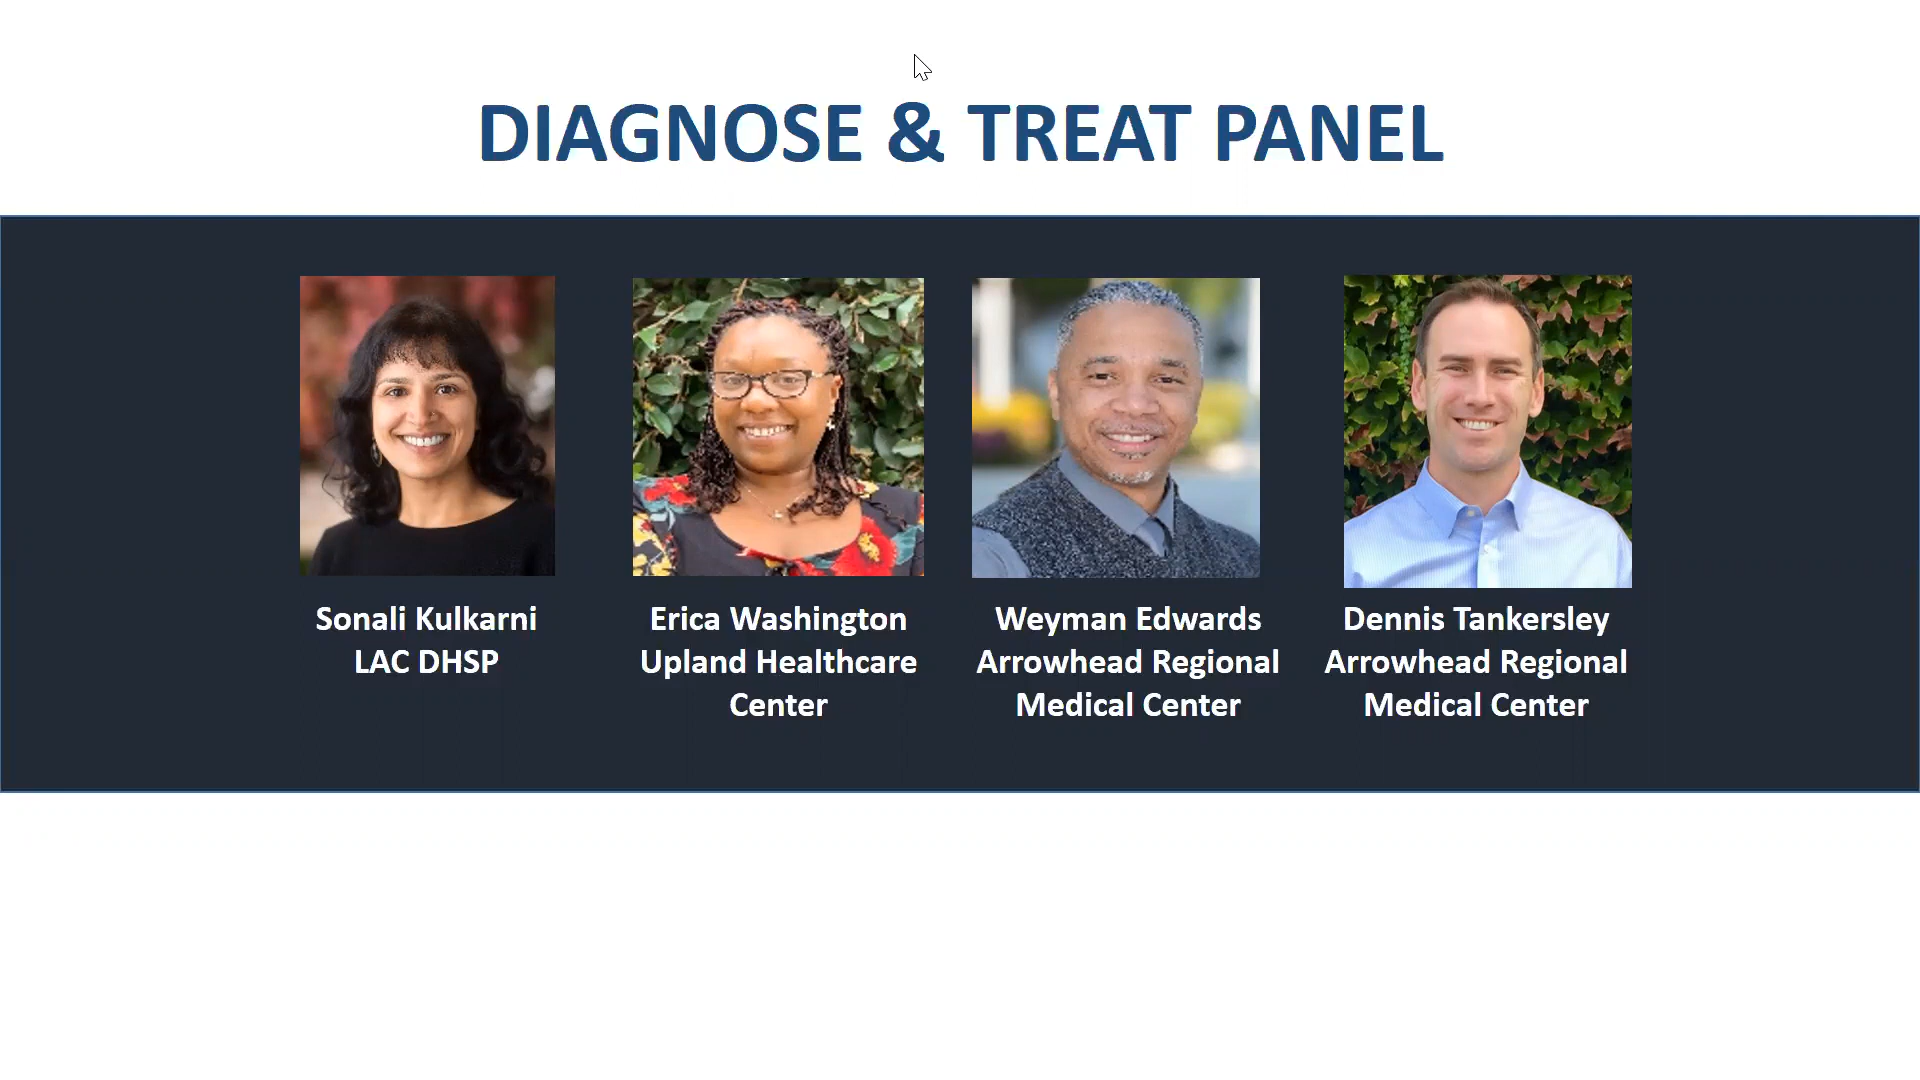 DIAGNOSE & TREAT PANEL
Sonali Kulkarni
LAC DHSP
Erica Washington
Upland Healthcare
Center
Weyman Edwards
Arrowhead Regional
Medical Center
Dennis Tankersley
Arrowhead Regional
Medical Center